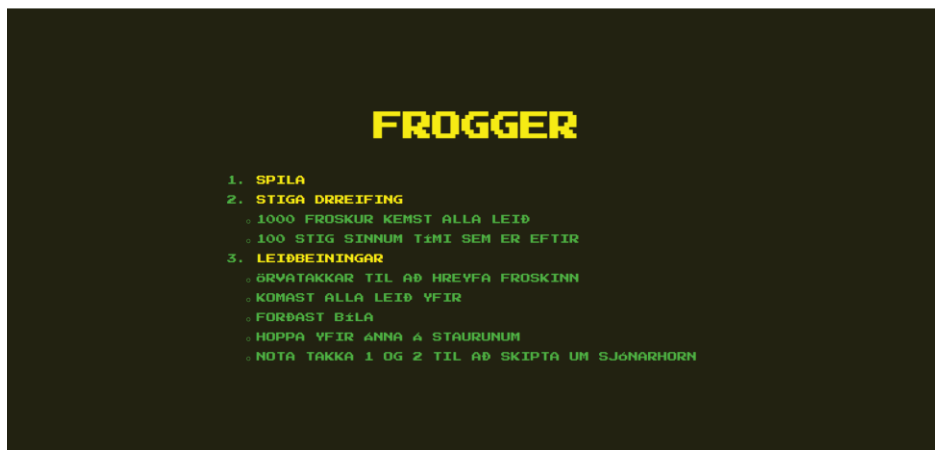 FROGGER
1. SPILA
2. STIGA DRREIFING
1000 FROSKUR KEMST ALLA LEIÐ
100 STIG SINNUM TíMI SEM ER EFTIR
3. LEIÐBEININGAR
öRVATAKKAR TIL AÐ HREYFA FROSKINN
KOMAST ALLA LEIÐ YFIR
FORÐAST BíLA
HOPPA YFIR áNNA á STAURUNUM
NOTA TAKKA 1 OG 2 TIL AÐ SKIPTA UM SJóNARHORN